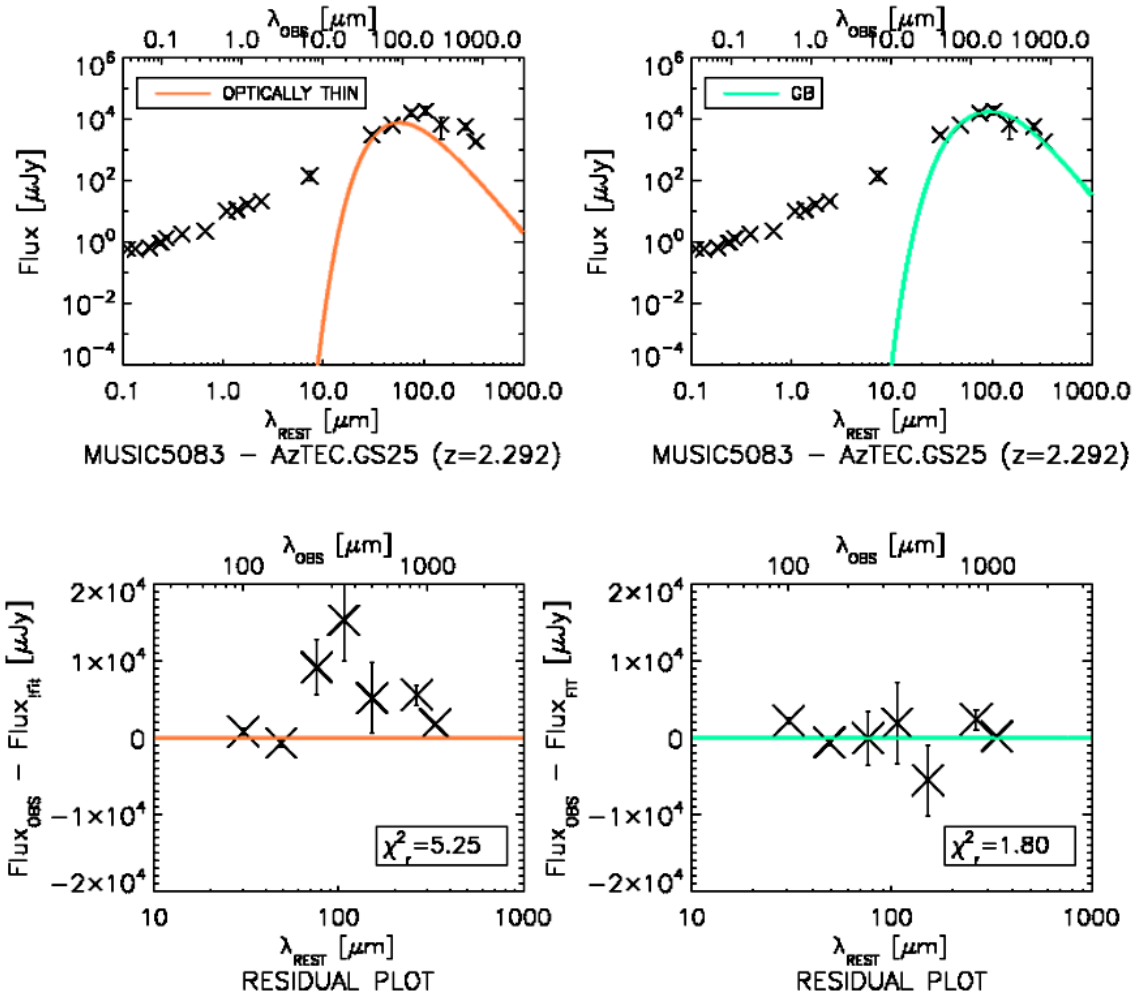 λOBS [μm]
0.1 1.0 10.0 100.0 1000.0
10^6
10^4
10^2
10^0
10^-2
10^-4
Flux [μJy]
OPTICALLY THIN
0.1 1.0 10.0 100.0 1000.0
λREST [μm]
MUSIC5083 - AzTEC.GS25 (z=2.292)
λOBS [μm]
0.1 1.0 10.0 100.0 1000.0
10^6
10^4
10^2
10^0
10^-2
10^-4
Flux [μJy]
GB
0.1 1.0 10.0 100.0 1000.0
λREST [μm]
MUSIC5083 - AzTEC.GS25 (z=2.292)
λOBS [μm]
100 1000
2×10^4
1×10^4
0
-1×10^4
-2×10^4
FluxOBS - Flux!fit [μJy]
χ^2r=5.25
10 100 1000
λREST [μm]
RESIDUAL PLOT
λOBS [μm]
100 1000
2×10^4
1×10^4
0
-1×10^4
-2×10^4
FluxOBS - FluxFIT [μJy]
χ^2r=1.80
10 100 1000
λREST [μm]
RESIDUAL PLOT